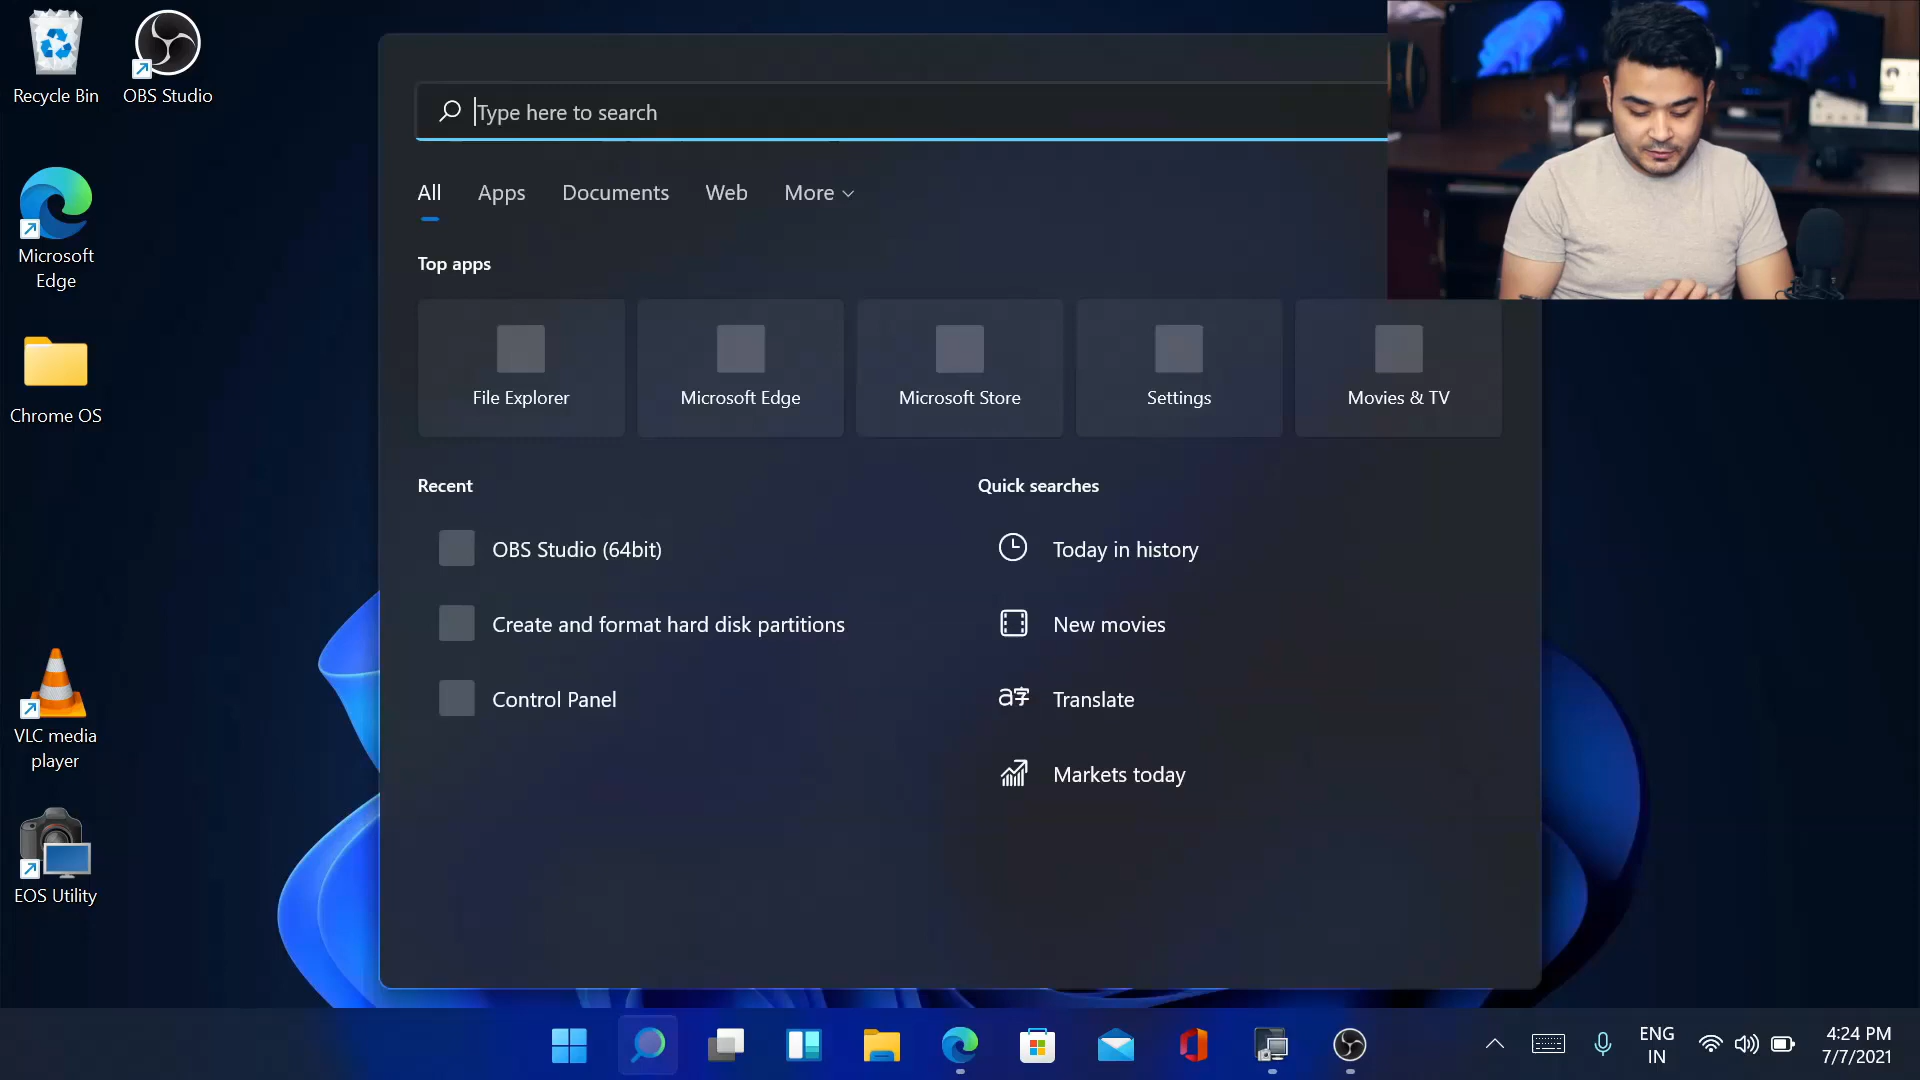 Recycle Bin
OBS Studio
Microsoft
Edge
Chrome OS
VLC media
player
EOS Utility
Type here to search
All
Apps
Documents
Web
More
Top apps
File Explorer
Microsoft Edge
Microsoft Store
Settings
Movies & TV
Recent
OBS Studio (64bit)
Create and format hard disk partitions
Control Panel
Quick searches
Today in history
New movies
a字
Translate
Markets today
ENG
IN
4:24 PM
7/7/2021